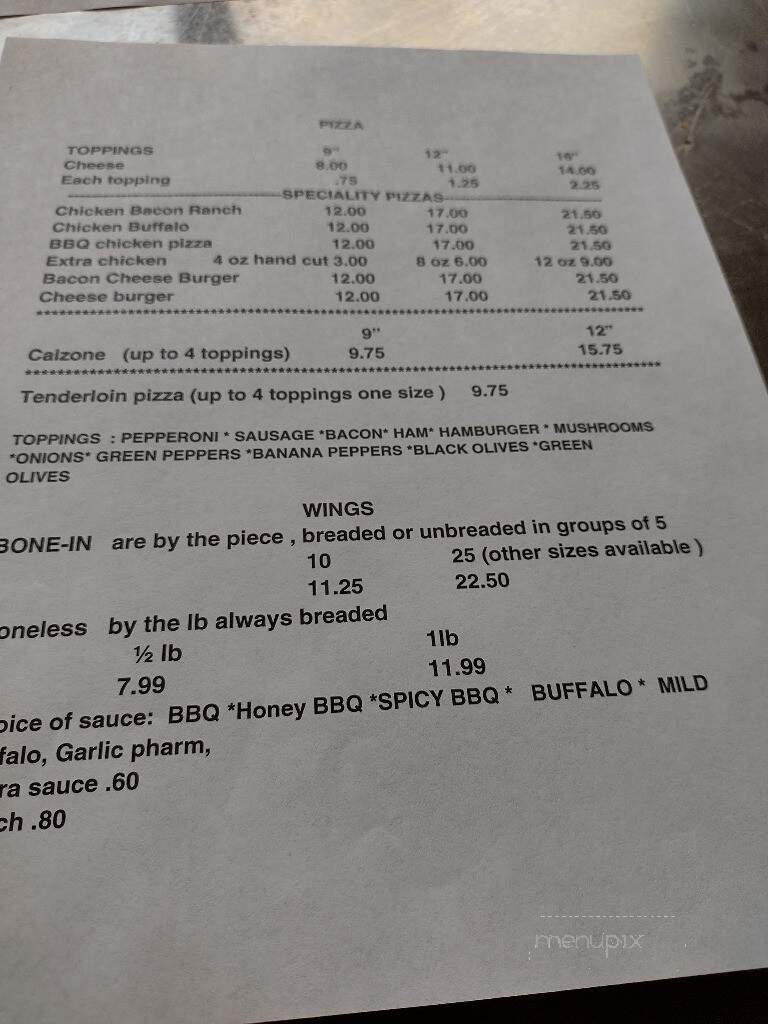 PIZZA
TOPPINGS 9" 12" 16"
Cheese 8.00 11.00 14.00
Each topping .75 1.25 2.25
SPECIALITY PIZZAS
Chicken Bacon Ranch 12.00 17.00 21.50
Chicken Buffalo 12.00 17.00 21.50
BBQ chicken pizza 12.00 17.00 21.50
Extra chicken 4 oz hand cut 3.00 8 oz 6.00 12 oz 9.00
Bacon Cheese Burger 12.00 17.00 21.50
Cheese burger 12.00 17.00 21.50
9" 12"
Calzone (up to 4 toppings) 9.75 15.75
Tenderloin pizza (up to 4 toppings one size ) 9.75
TOPPINGS : PEPPERONI * SAUSAGE *BACON* HAM* HAMBURGER * MUSHROOMS
*ONIONS* GREEN PEPPERS *BANANA PEPPERS *BLACK OLIVES *GREEN
OLIVES
WINGS
BONE-IN are by the piece , breaded or unbreaded in groups of 5
10 25 (other sizes available )
11.25 22.50
oneless by the lb always breaded
½ lb 1lb
7.99 11.99
oice of sauce: BBQ *Honey BBQ *SPICY BBQ * BUFFALO * MILD
falo, Garlic pharm,
ra sauce .60
ch .80
menupix